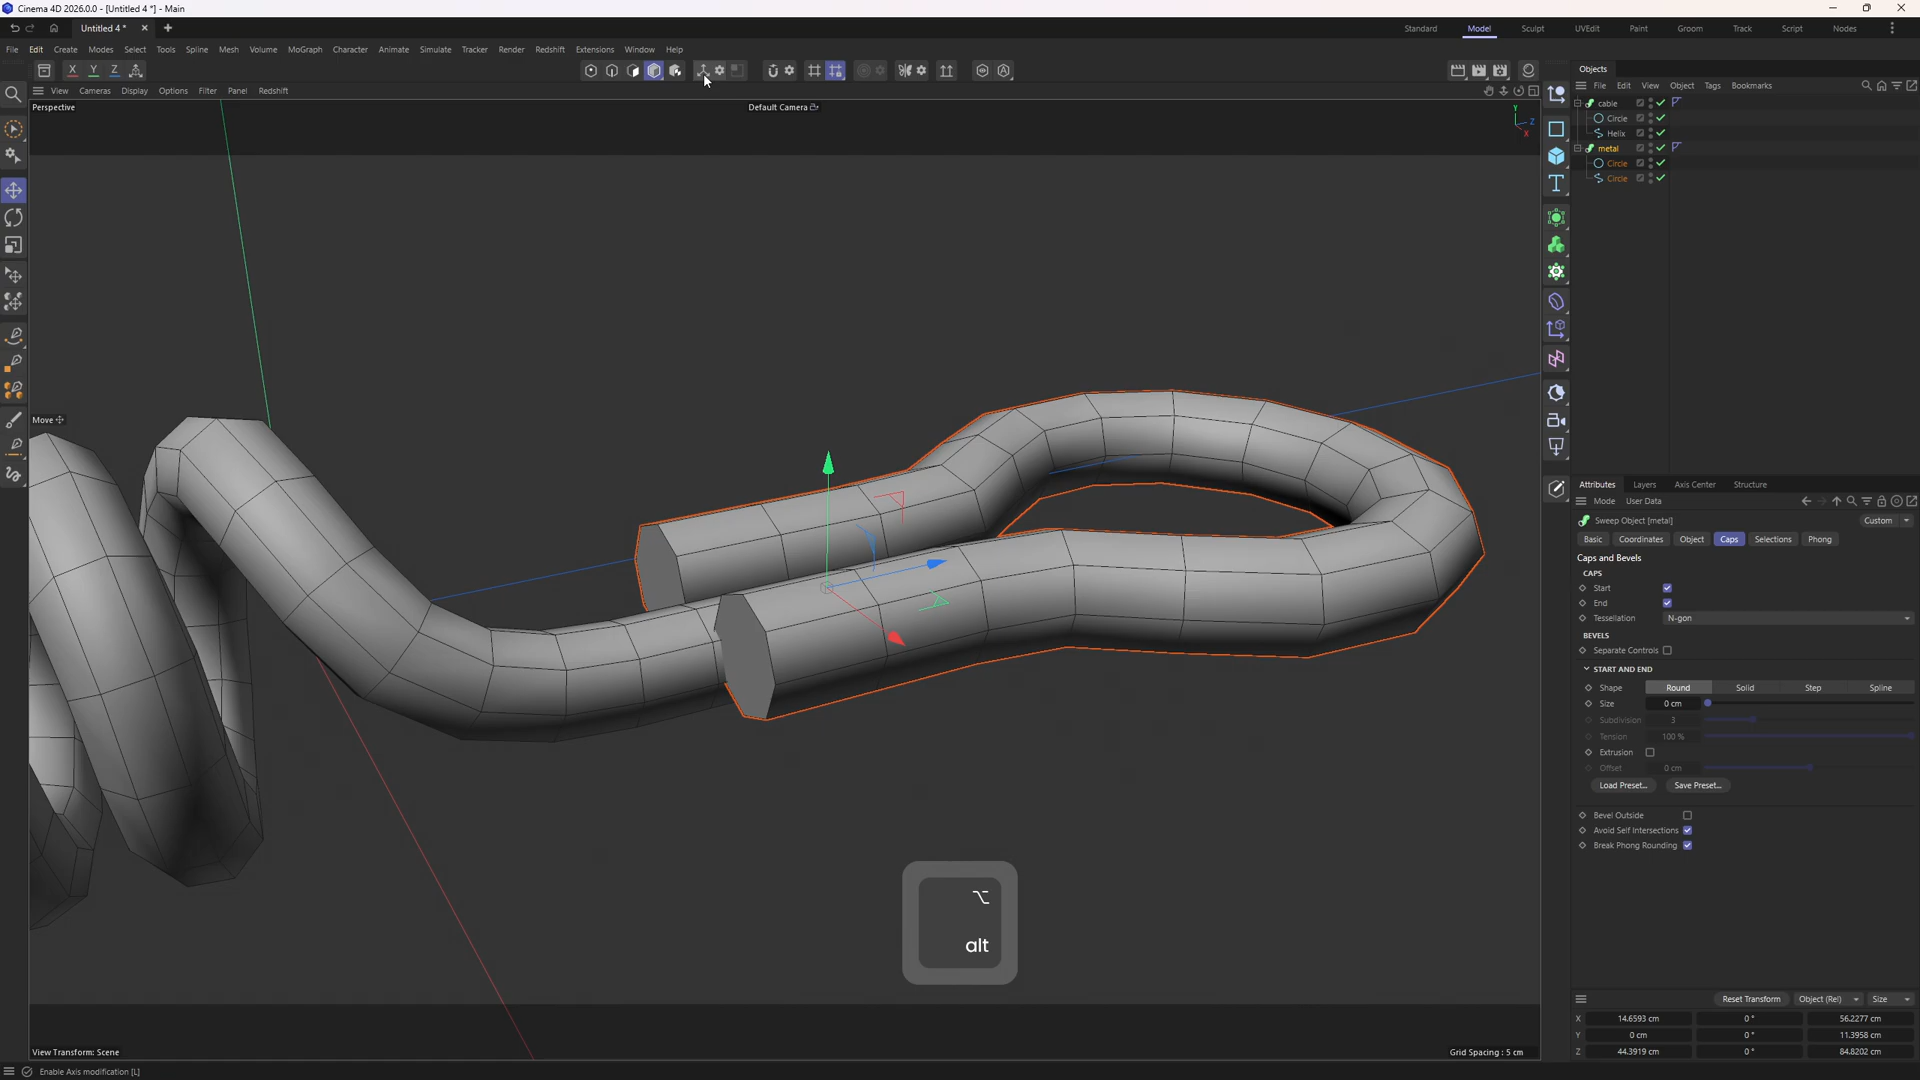 Cinema 4D 2026.0.0 - [Untitled 4 *] - Main
Untitled 4 *
Standard Model Sculpt UVEdit Paint Groom Track Script Nodes
File Edit Create Modes Select Tools Spline Mesh Volume MoGraph Character Animate Simulate Tracker Render Redshift Extensions Window Help
X Y Z
View Cameras Display Options Filter Panel Redshift
Perspective
Default Camera
Y
Z
X
Move
alt
View Transform: Scene
Grid Spacing : 5 cm
Enable Axis modification [L]
Objects
File Edit View Object Tags Bookmarks
cable
Circle
Helix
metal
Circle
Circle
Attributes Layers Axis Center Structure
Mode User Data
Sweep Object [metal]
Custom
Basic Coordinates Object Caps Selections Phong
Caps and Bevels
CAPS
Start
End
Tessellation N-gon
BEVELS
Separate Controls
START AND END
Shape Round Solid Step Spline
Size 0 cm
Subdivision 3
Tension 100 %
Extrusion
Offset 0 cm
Load Preset... Save Preset...
Bevel Outside
Avoid Self Intersections
Break Phong Rounding
Reset Transform Object (Rel) Size
X 14.6593 cm 0 ° 56.2277 cm
Y 0 cm 0 ° 11.3958 cm
Z 44.3919 cm 0 ° 84.8202 cm